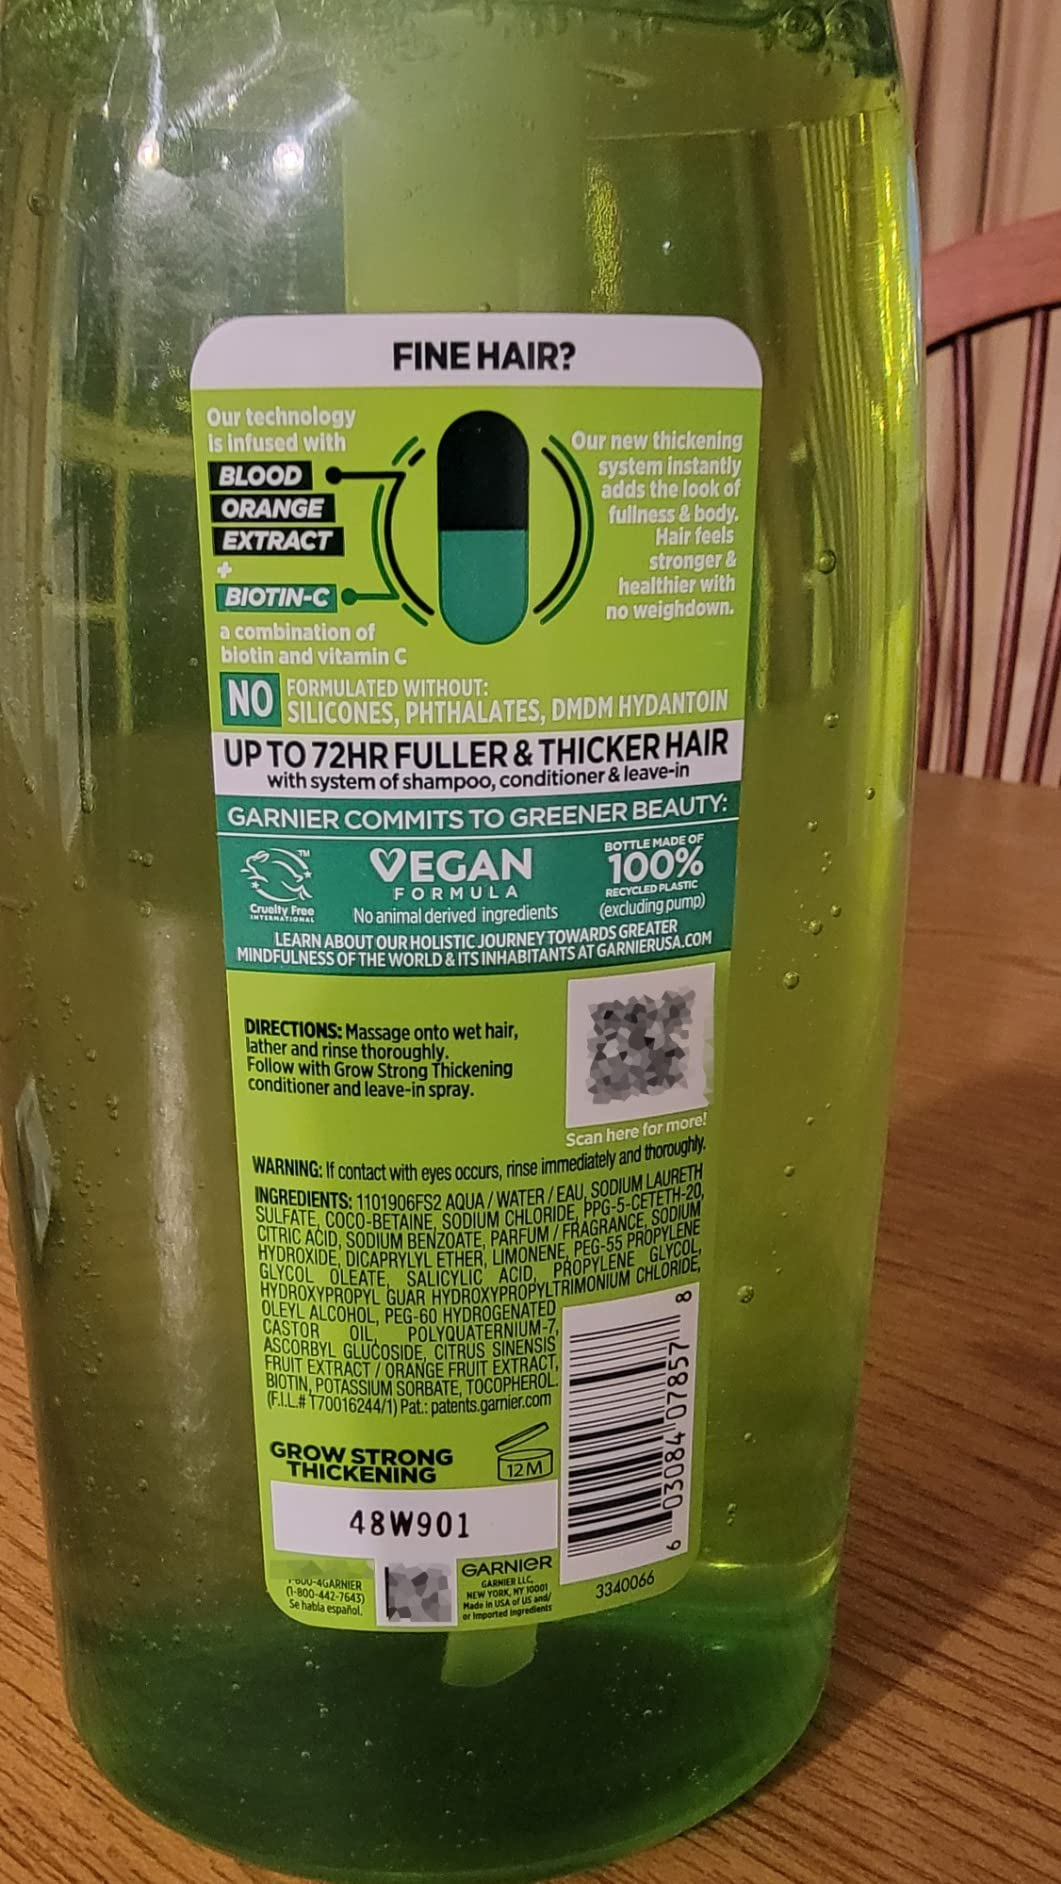 FINE HAIR?
Our technology
is infused with
BLOOD
ORANGE
EXTRACT
+
BIOTIN-C
a combination of
biotin and vitamin C
Our new thickening
system instantly
adds the look of
fullness & body.
Hair feels
stronger &
healthier with
no weighdown.
NO FORMULATED WITHOUT:
SILICONES, PHTHALATES, DMDM HYDANTOIN
UP TO 72HR FULLER & THICKER HAIR
with system of shampoo, conditioner & leave-in
GARNIER COMMITS TO GREENER BEAUTY:
Cruelty Free
INTERNATIONAL
TM
VEGAN
FORMULA
No animal derived ingredients
BOTTLE MADE OF
100%
RECYCLED PLASTIC
(excluding pump)
LEARN ABOUT OUR HOLISTIC JOURNEY TOWARDS GREATER
MINDFULNESS OF THE WORLD & ITS INHABITANTS AT GARNIERUSA.COM
DIRECTIONS: Massage onto wet hair,
lather and rinse thoroughly.
Follow with Grow Strong Thickening
conditioner and leave-in spray.
Scan here for more!
WARNING: If contact with eyes occurs, rinse immediately and thoroughly.
INGREDIENTS: 1101906FS2 AQUA / WATER / EAU, SODIUM LAURETH
SULFATE, COCO-BETAINE, SODIUM CHLORIDE, PPG-5-CETETH-20,
CITRIC ACID, SODIUM BENZOATE, PARFUM / FRAGRANCE, SODIUM
HYDROXIDE, DICAPRYLYL ETHER, LIMONENE, PEG-55 PROPYLENE
GLYCOL OLEATE, SALICYLIC ACID, PROPYLENE GLYCOL,
HYDROXYPROPYL GUAR HYDROXYPROPYLTRIMONIUM CHLORIDE,
OLEYL ALCOHOL, PEG-60 HYDROGENATED
CASTOR OIL, POLYQUATERNIUM-7,
ASCORBYL GLUCOSIDE, CITRUS SINENSIS
FRUIT EXTRACT / ORANGE FRUIT EXTRACT,
BIOTIN, POTASSIUM SORBATE, TOCOPHEROL.
(F.I.L.# T70016244/1) Pat.: patents.garnier.com
GROW STRONG
THICKENING
12M
48W901
6 03084 07857 8
1-800-4GARNIER
(1-800-442-7643)
Se habla español.
GARNIER
GARNIER LLC,
NEW YORK, NY 10001
Made in USA of US and/
or Imported Ingredients
3340066